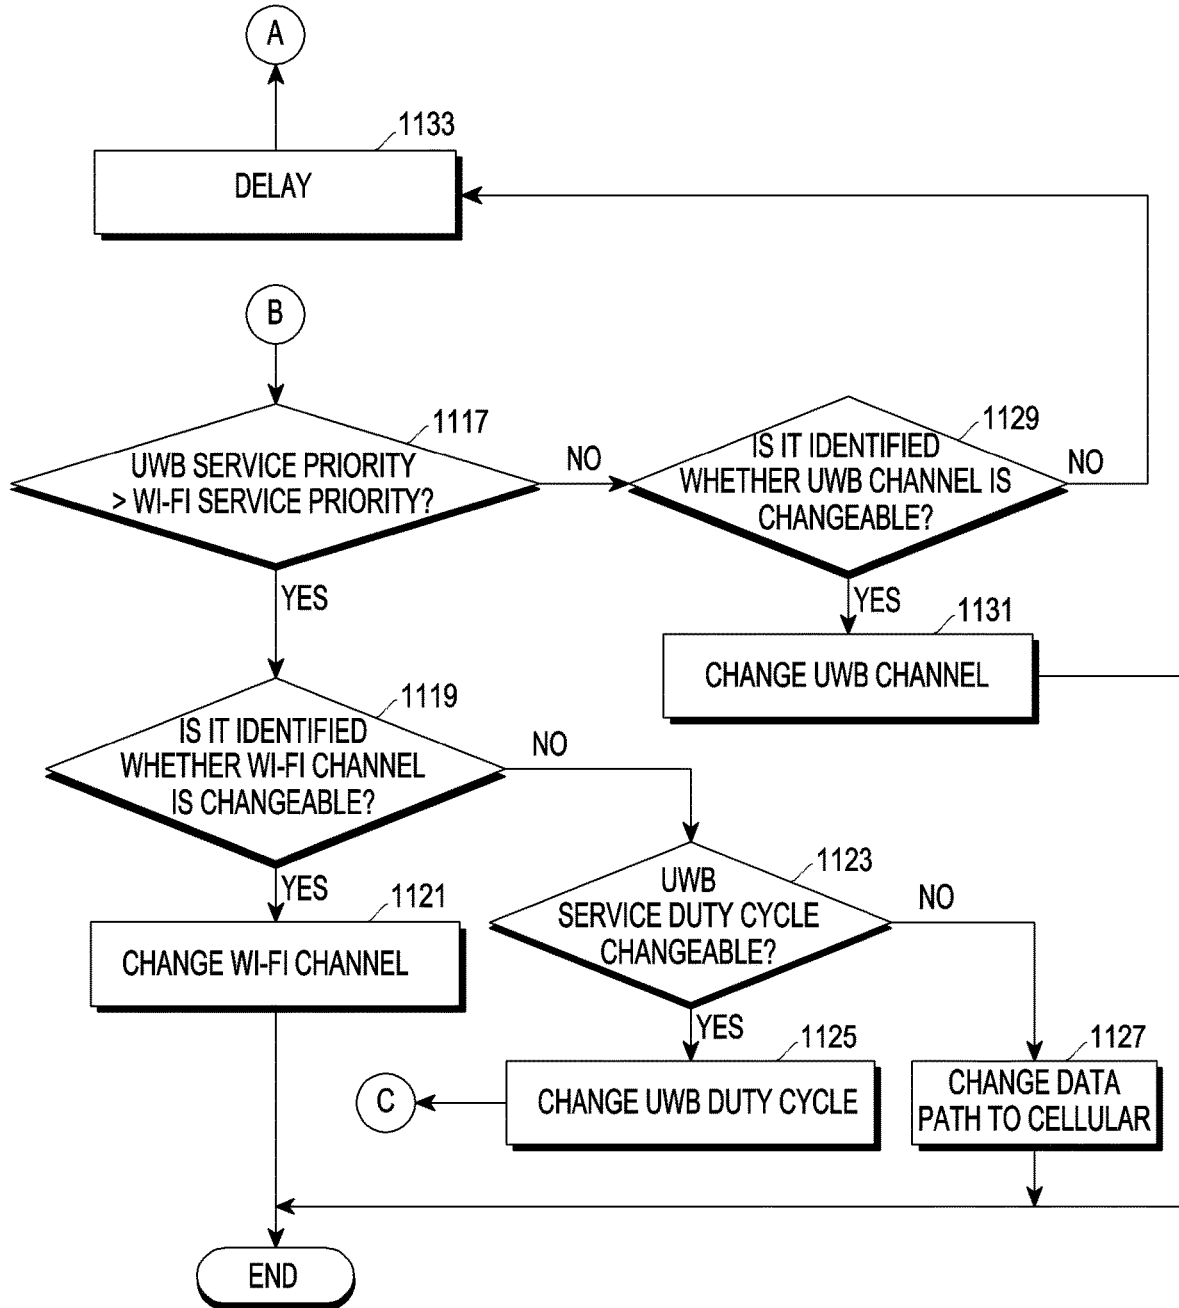 A
1133
DELAY
B
1117
UWB SERVICE PRIORITY
> WI-FI SERVICE PRIORITY?
NO
1129
IS IT IDENTIFIED
WHETHER UWB CHANNEL IS
CHANGEABLE?
NO
YES
YES
1131
CHANGE UWB CHANNEL
1119
IS IT IDENTIFIED
WHETHER WI-FI CHANNEL
IS CHANGEABLE?
NO
YES
1121
CHANGE WI-FI CHANNEL
1123
UWB
SERVICE DUTY CYCLE
CHANGEABLE?
NO
YES
1125
CHANGE UWB DUTY CYCLE
C
1127
CHANGE DATA
PATH TO CELLULAR
END